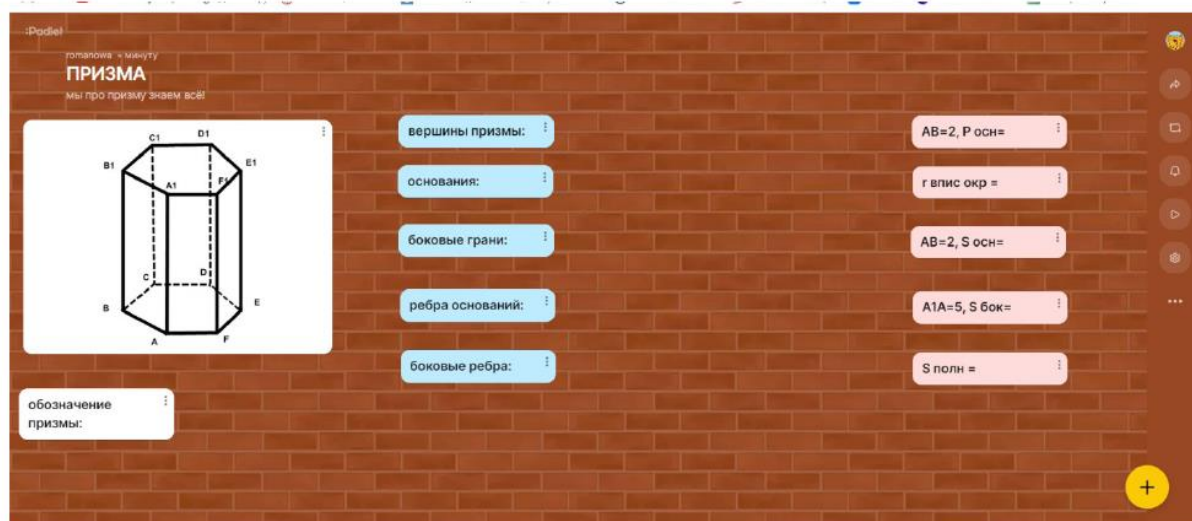 :Padlet
romanowa • минуту
ПРИЗМА
мы про призму знаем всё!
C1
D1
B1
E1
A1
F1
C
D
B
E
A
F
обозначение
призмы:
вершины призмы:
основания:
боковые грани:
ребра оснований:
боковые ребра:
AB=2, P осн=
r впис окр =
AB=2, S осн=
A1A=5, S бок=
S полн =